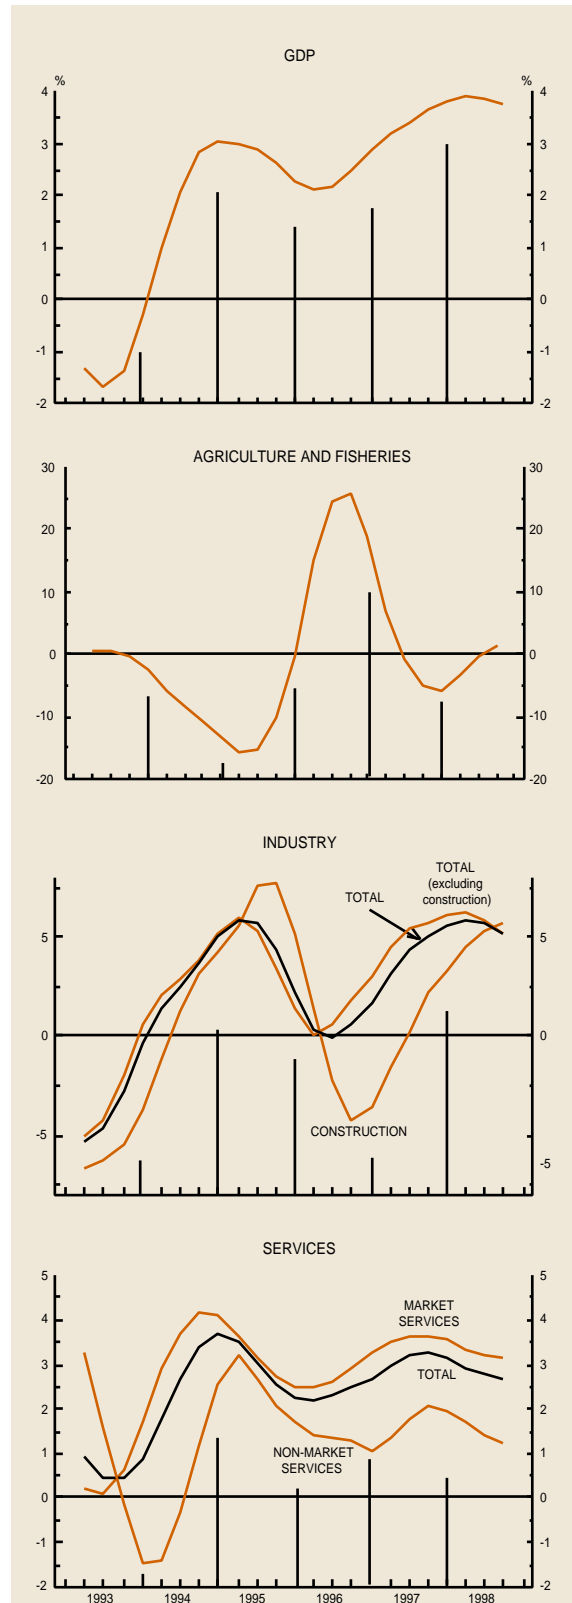 GDP
% %
4 4
3 3
2 2
1 1
0 0
-1 -1
-2 -2
AGRICULTURE AND FISHERIES
30 30
20 20
10 10
0 0
-10 -10
-20 -20
INDUSTRY
TOTAL
(excluding
construction)
TOTAL
5 5
0 0
CONSTRUCTION
-5 -5
SERVICES
5 5
4 4
MARKET
SERVICES
3 3
TOTAL
2 2
NON-MARKET
SERVICES
1 1
0 0
-1 -1
-2 -2
1993 1994 1995 1996 1997 1998